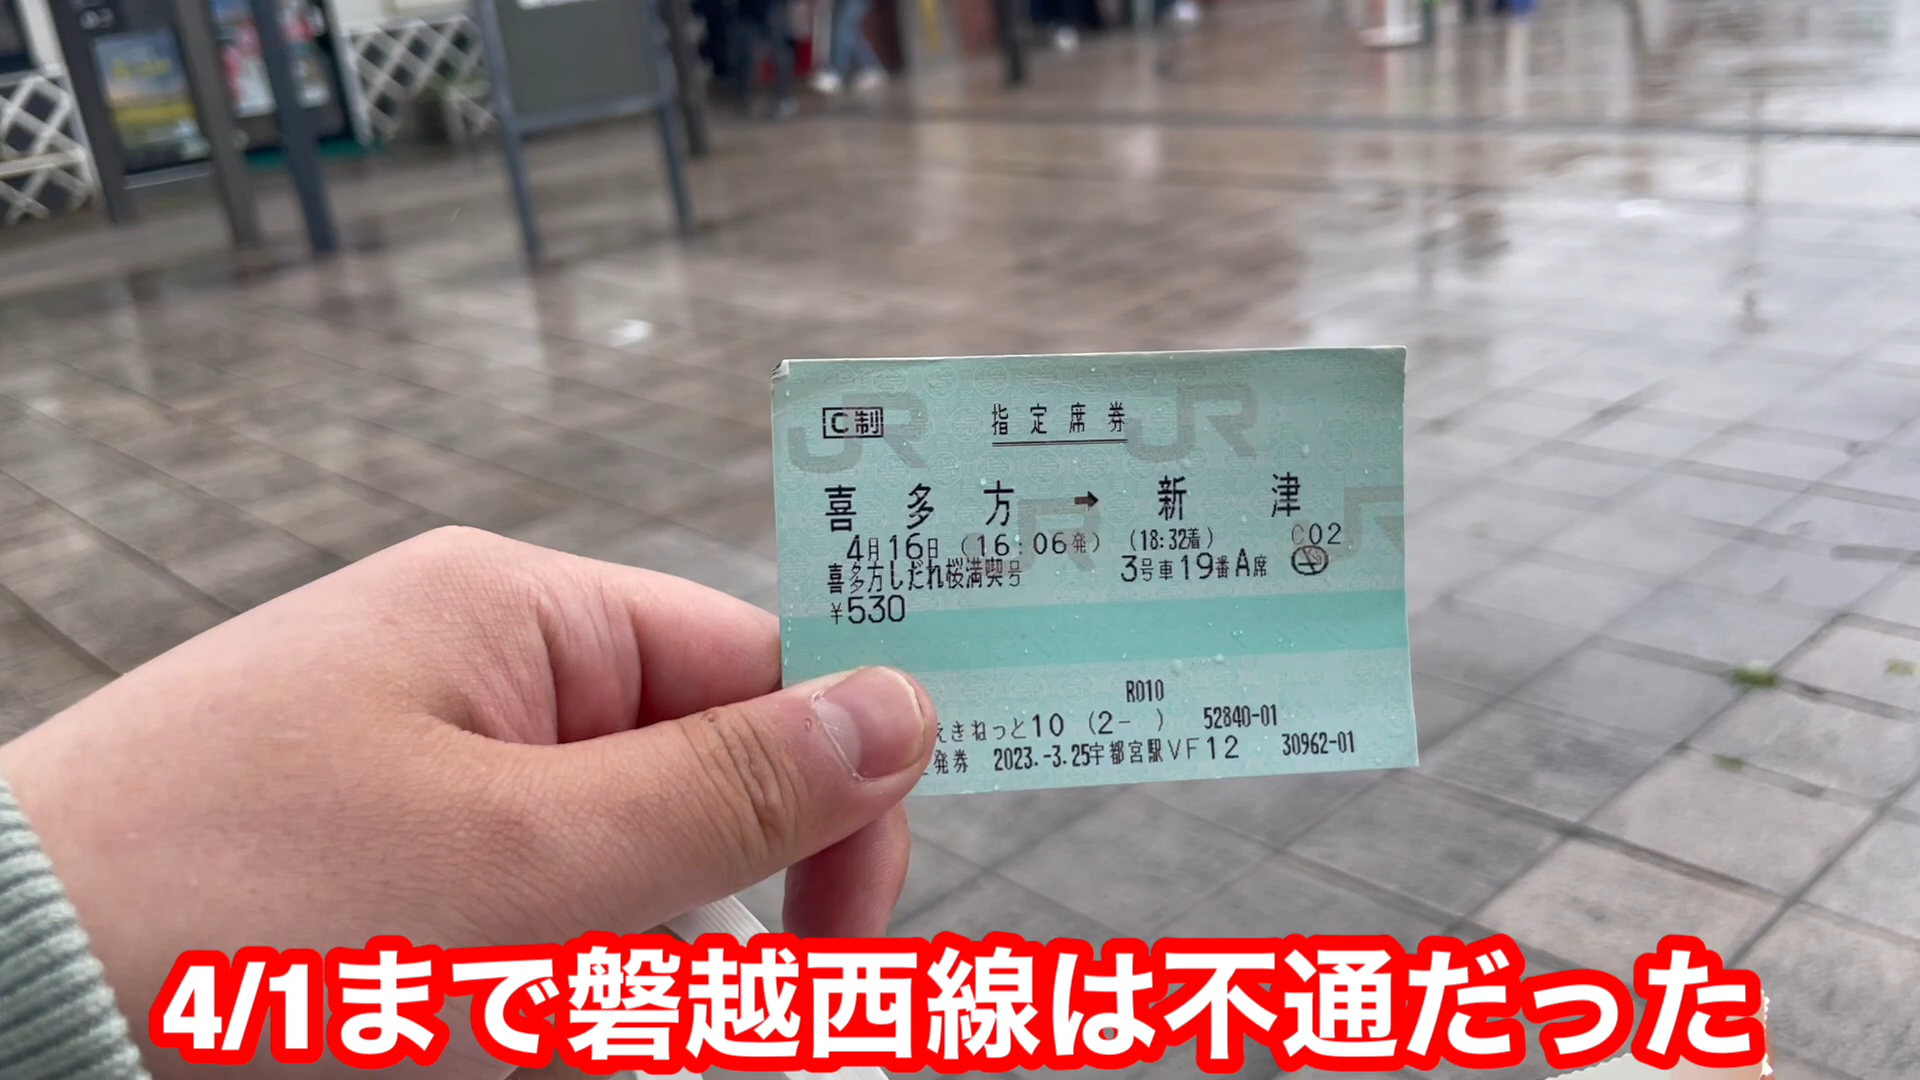 C制 指定席券
喜多方 → 新津
4月16日 (16:06発) (18:32着) C02
喜多方しだれ桜満喫号 3号車19番A席
¥530
R010
えきねっと10 (2- ) 52840-01
発券 2023.-3.25宇都宮駅VF12 30962-01
4/1まで磐越西線は不通だった